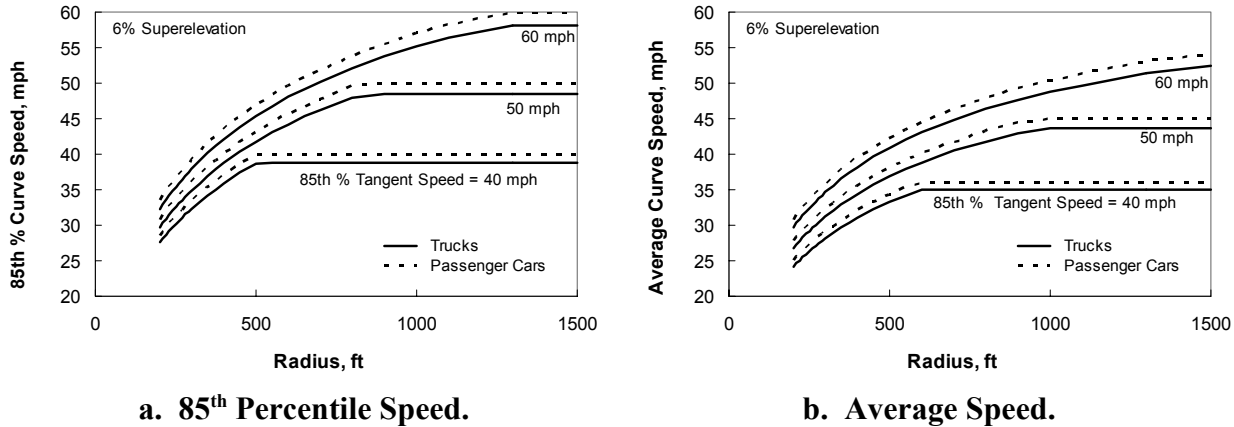 6% Superelevation
60 mph
50 mph
85th % Tangent Speed = 40 mph
Trucks
Passenger Cars
85th % Curve Speed, mph
60
55
50
45
40
35
30
25
20
0
500
1000
1500
Radius, ft
a. 85th Percentile Speed.
6% Superelevation
60 mph
50 mph
85th % Tangent Speed = 40 mph
Trucks
Passenger Cars
Average Curve Speed, mph
60
55
50
45
40
35
30
25
20
0
500
1000
1500
Radius, ft
b. Average Speed.